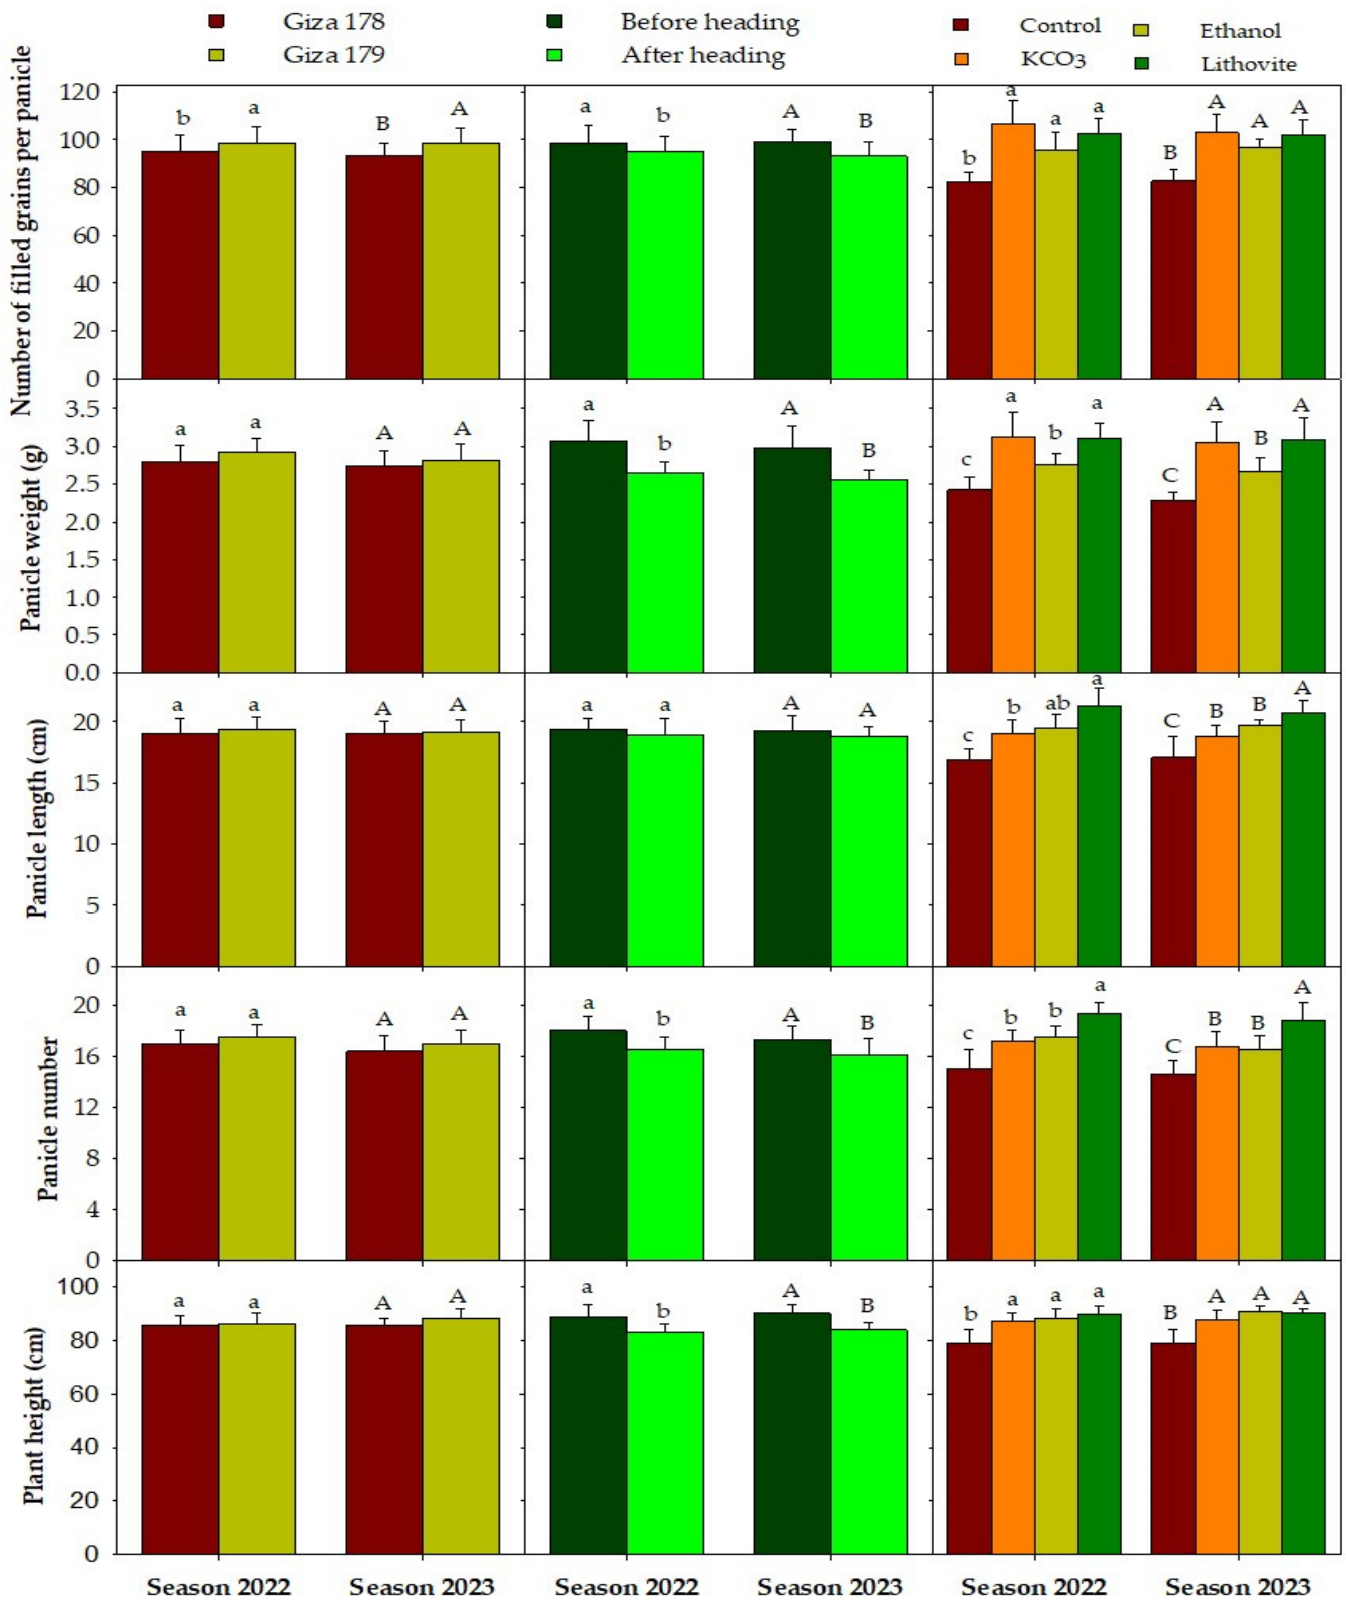 Giza 178
Giza 179
Before heading
After heading
Control
Ethanol
KCO3
Lithovite
Number of filled grains per panicle
120
100
80
60
40
20
0
b a B A
a b A B
b a a a B A A A
Panicle weight (g)
3.5
3.0
2.5
2.0
1.5
1.0
0.5
0.0
a a A A
a b A B
c a b a C A B A
Panicle length (cm)
20
15
10
5
0
a a A A
a a A A
c b ab a C B B A
Panicle number
20
16
12
8
4
0
a a A A
a b A B
c b b a C B B A
Plant height (cm)
100
80
60
40
20
0
a a A A
a b A B
b a a a B A A A
Season 2022 Season 2023 Season 2022 Season 2023 Season 2022 Season 2023